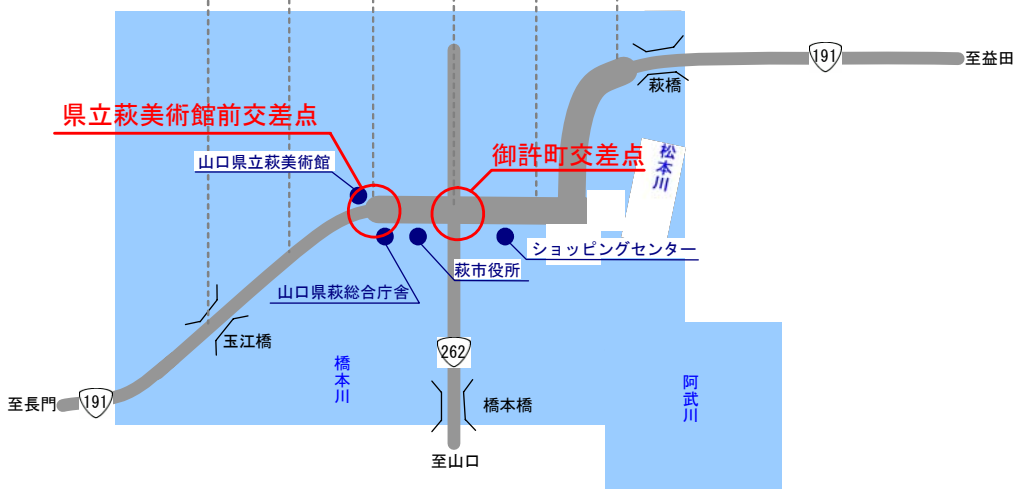 191
至益田
萩橋
県立萩美術館前交差点
山口県立萩美術館
御許町交差点
松本川
ショッピングセンター
萩市役所
山口県萩総合庁舎
玉江橋
262
橋本川
阿武川
至長門
191
橋本橋
至山口